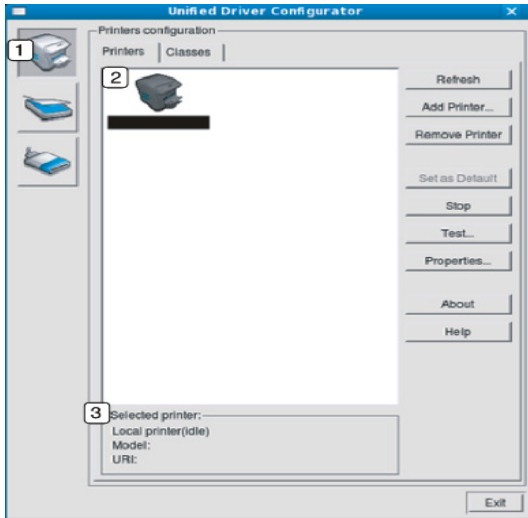 Unified Driver Configurator
1
Printers configuration
Printers
Classes
2
Refresh
Add Printer...
Remove Printer
Set as Default
Stop
Test...
Properties...
About
Help
3
Selected printer:
Local printer(idle)
Model:
URI:
Exit